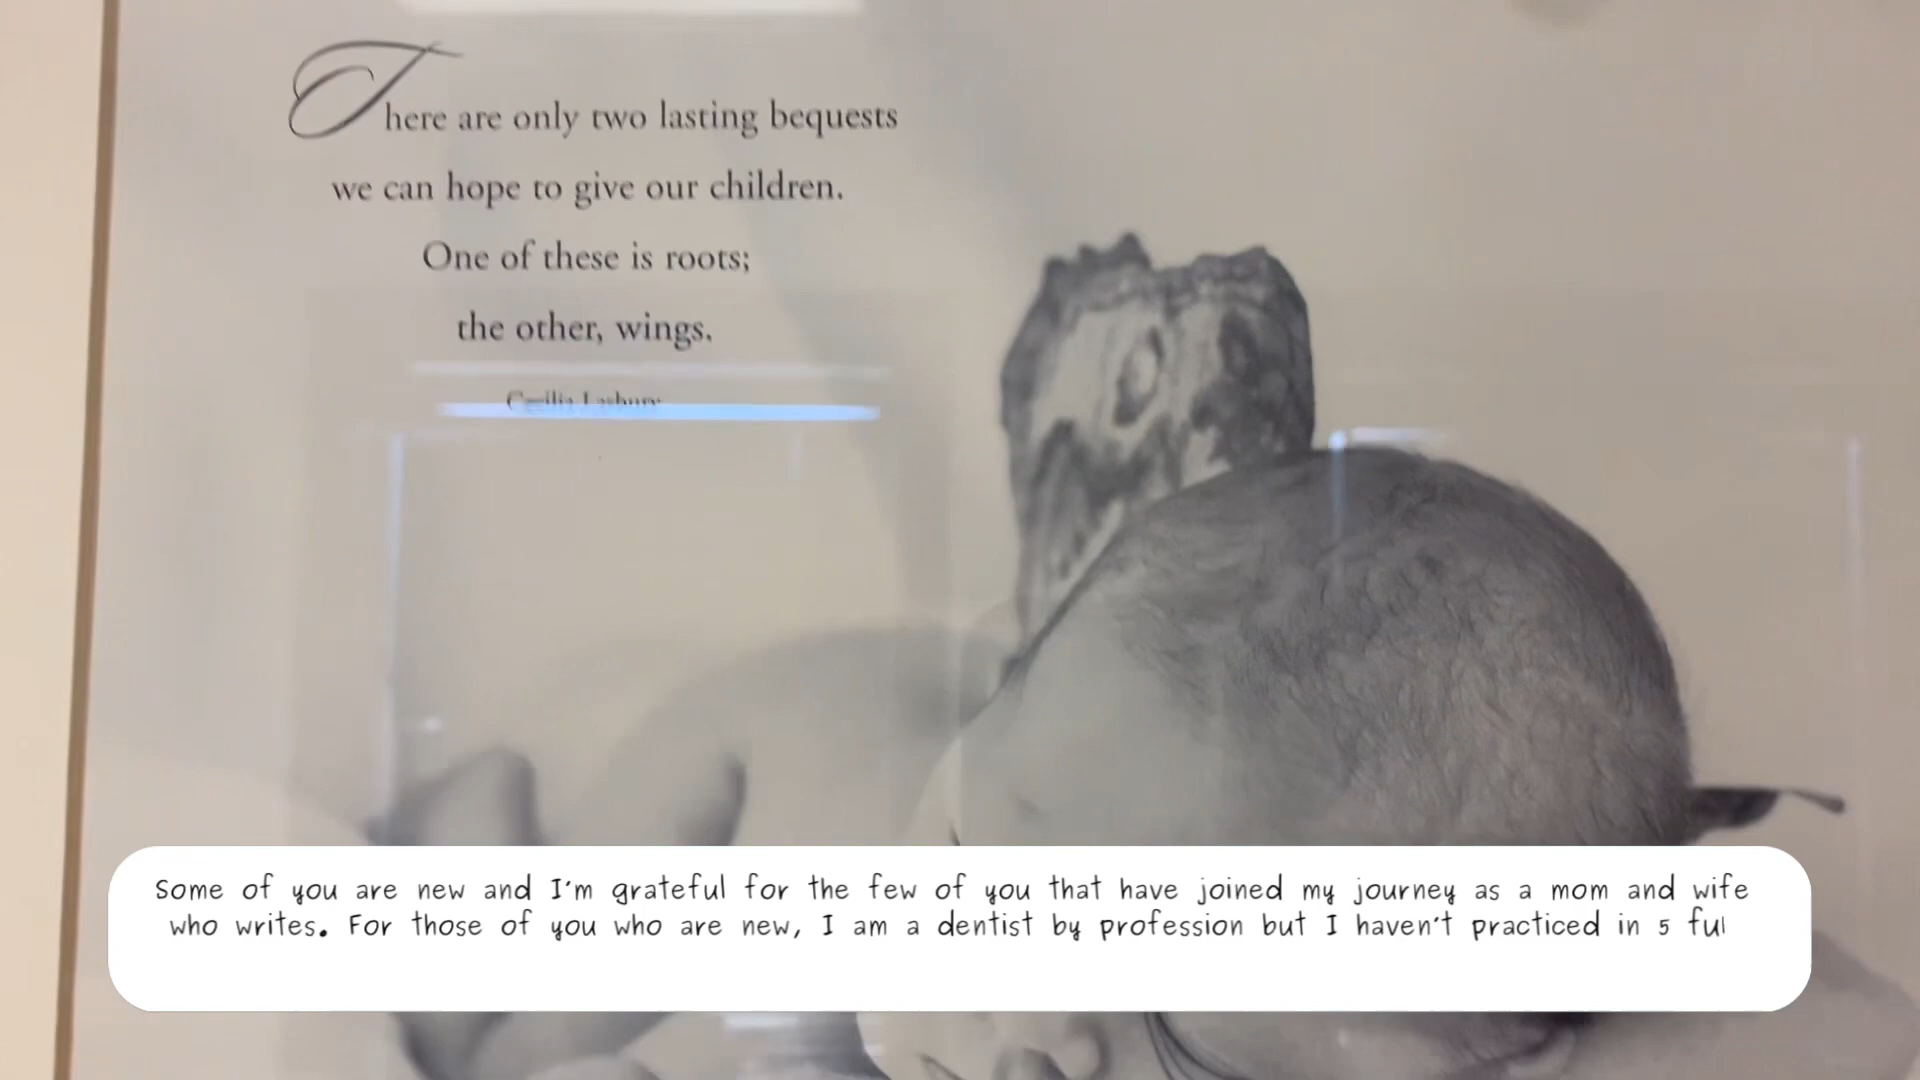 There are only two lasting bequests
we can hope to give our children.
One of these is roots;
the other, wings.
Some of you are new and I'm grateful for the few of you that have joined my journey as a mom and wife
who writes. For those of you who are new, I am a dentist by profession but I haven't practiced in 5 ful